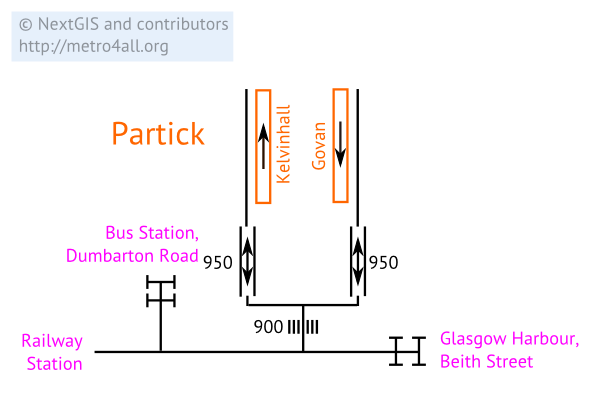 © NextGIS and contributors
http://metro4all.org
Partick
Kelvinhall
Govan
Bus Station,
Dumbarton Road
950
950
900
Railway
Station
Glasgow Harbour,
Beith Street